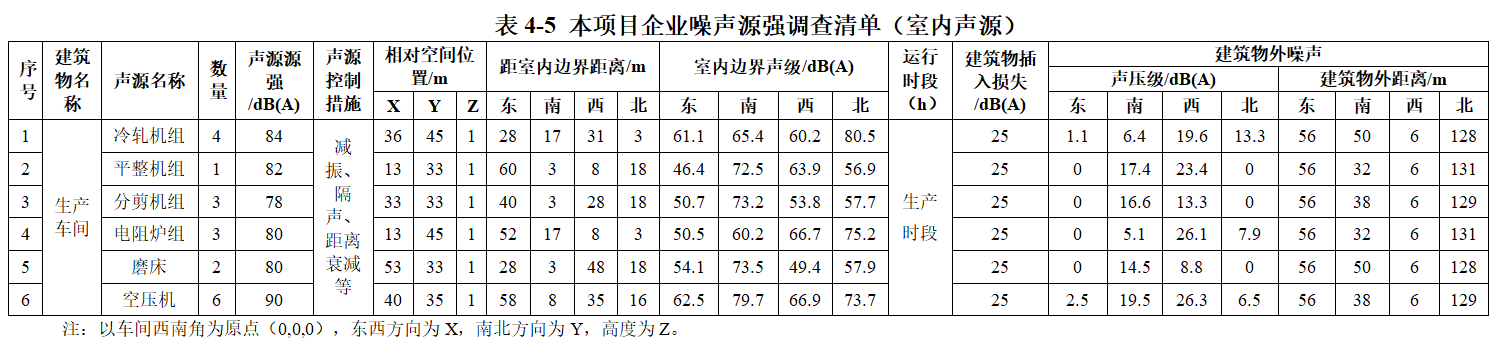 表 4-5 本项目企业噪声源强调查清单（室内声源）
序号 建筑物名称 声源名称 数量 声源源强/dB(A) 声源控制措施 相对空间位置/m 距室内边界距离/m 室内边界声级/dB(A) 运行时段（h） 建筑物插入损失/dB(A) 建筑物外噪声
声压级/dB(A) 建筑物外距离/m
X Y Z 东 南 西 北 东 南 西 北 东 南 西 北 东 南 西 北
1 生产车间 冷轧机组 4 84 减振、隔声、距离衰减等 36 45 1 28 17 31 3 61.1 65.4 60.2 80.5 生产时段 25 1.1 6.4 19.6 13.3 56 50 6 128
2 平整机组 1 82 13 33 1 60 3 8 18 46.4 72.5 63.9 56.9 25 0 17.4 23.4 0 56 32 6 131
3 分剪机组 3 78 33 33 1 40 3 28 18 50.7 73.2 53.8 57.7 25 0 16.6 13.3 0 56 38 6 129
4 电阻炉组 3 80 13 45 1 52 17 8 3 50.5 60.2 66.7 75.2 25 0 5.1 26.1 7.9 56 32 6 131
5 磨床 2 80 53 33 1 28 3 48 18 54.1 73.5 49.4 57.9 25 0 14.5 8.8 0 56 50 6 128
6 空压机 6 90 40 35 1 58 8 35 16 62.5 79.7 66.9 73.7 25 2.5 19.5 26.3 6.5 56 38 6 129
注：以车间西南角为原点（0,0,0），东西方向为 X，南北方向为 Y，高度为 Z。